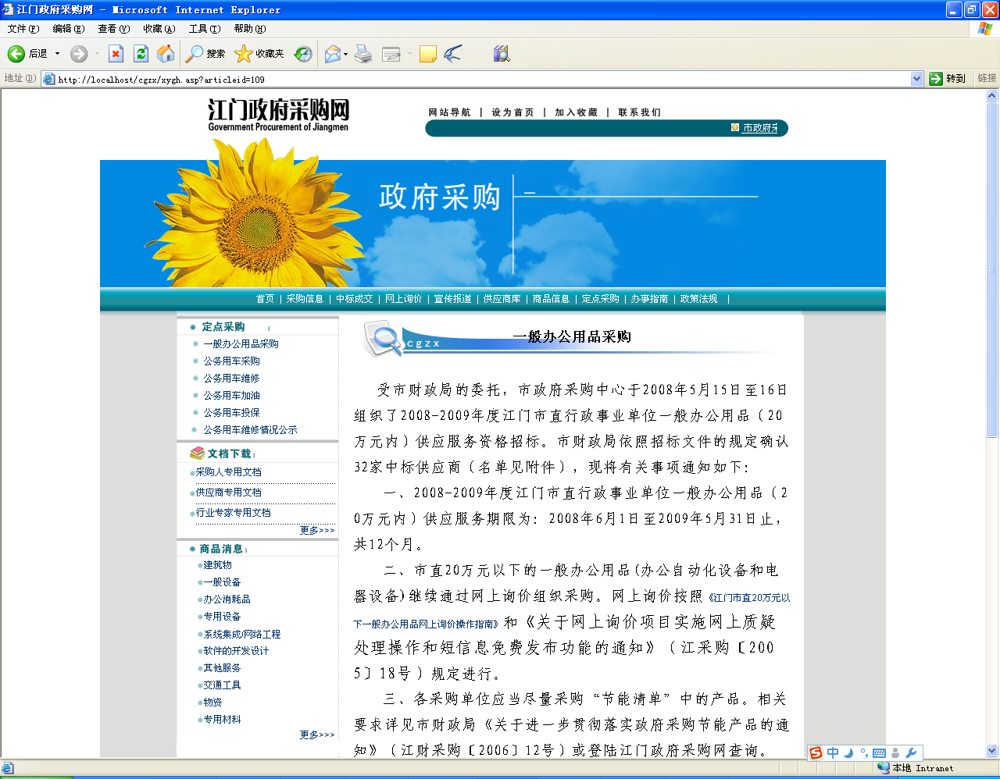 江门政府采购网 - Microsoft Internet Explorer
文件(F) 编辑(E) 查看(V) 收藏(A) 工具(T) 帮助(H)
后退 搜索 收藏夹
地址(D) http://localhost/cgzx/xygh.asp?articleid=109 转到 链接
江门政府采购网
Government Procurement of Jiangmen
网站导航 | 设为首页 | 加入收藏 | 联系我们
市政府采
政府采购
首页 | 采购信息 | 中标成交 | 网上询价 | 宣传报道 | 供应商库 | 商品信息 | 定点采购 | 办事指南 | 政策法规 |
定点采购
一般办公用品采购
公务用车采购
公务用车维修
公务用车加油
公务用车投保
公务用车维修情况公示
文档下载
采购人专用文档
供应商专用文档
行业专家专用文档
更多>>>
商品消息
建筑物
一般设备
办公消耗品
专用设备
系统集成/网络工程
软件的开发设计
其他服务
交通工具
物资
专用材料
更多>>>
cgzx
一般办公用品采购
受市财政局的委托，市政府采购中心于2008年5月15日至16日
组织了2008-2009年度江门市直行政事业单位一般办公用品（20
万元内）供应服务资格招标。市财政局依照招标文件的规定确认
32家中标供应商（名单见附件），现将有关事项通知如下：
一、2008-2009年度江门市直行政事业单位一般办公用品（2
0万元内）供应服务期限为：2008年6月1日至2009年5月31日止，
共12个月。
二、市直20万元以下的一般办公用品(办公自动化设备和电
器设备)继续通过网上询价组织采购。网上询价按照《江门市直20万元以
下一般办公用品网上询价操作指南》和《关于网上询价项目实施网上质疑
处理操作和短信息免费发布功能的通知》（江采购〔200
5〕18号）规定进行。
三、各采购单位应当尽量采购“节能清单”中的产品。相关
要求详见市财政局《关于进一步贯彻落实政府采购节能产品的通
知》（江财采购〔2006〕12号）或登陆江门政府采购网查询。
中
本地 Intranet